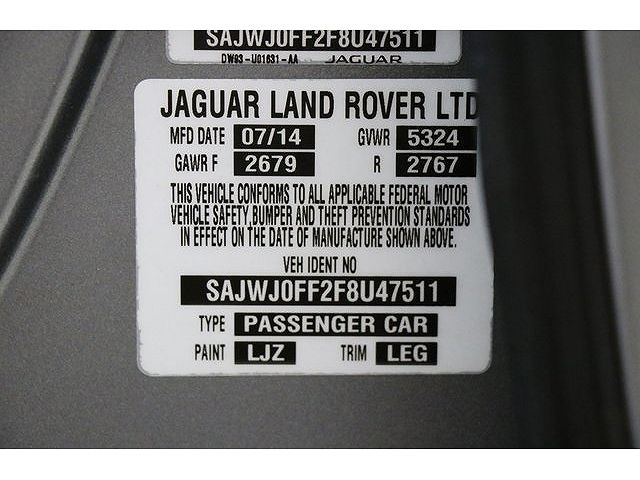 SAJWJ0FF2F8U47511
DW93-U01631-AA JAGUAR
JAGUAR LAND ROVER LTD
MFD DATE 07/14 GVWR 5324
GAWR F 2679 R 2767
THIS VEHICLE CONFORMS TO ALL APPLICABLE FEDERAL MOTOR
VEHICLE SAFETY, BUMPER AND THEFT PREVENTION STANDARDS
IN EFFECT ON THE DATE OF MANUFACTURE SHOWN ABOVE.
VEH IDENT NO
SAJWJ0FF2F8U47511
TYPE PASSENGER CAR
PAINT LJZ TRIM LEG